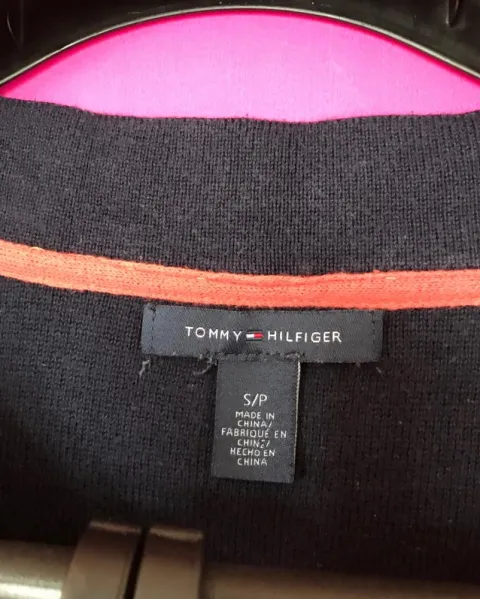 TOMMY HILFIGER
S/P
MADE IN
CHINA/
FABRIQUÉ EN
CHINE/
HECHO EN
CHINA